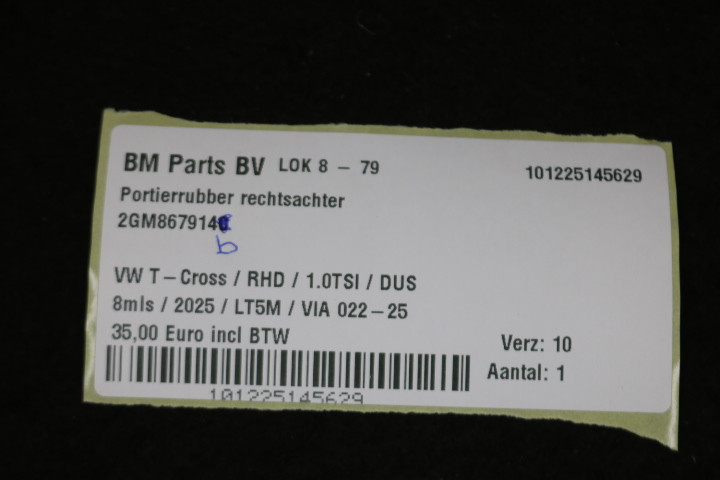 BM Parts BV LOK 8 - 79 101225145629
Portierrubber rechtsachter
2GM867914
b
VW T-Cross / RHD / 1.0TSI / DUS
8mls / 2025 / LT5M / VIA 022-25
35,00 Euro incl BTW
Verz: 10
Aantal: 1
101225145629